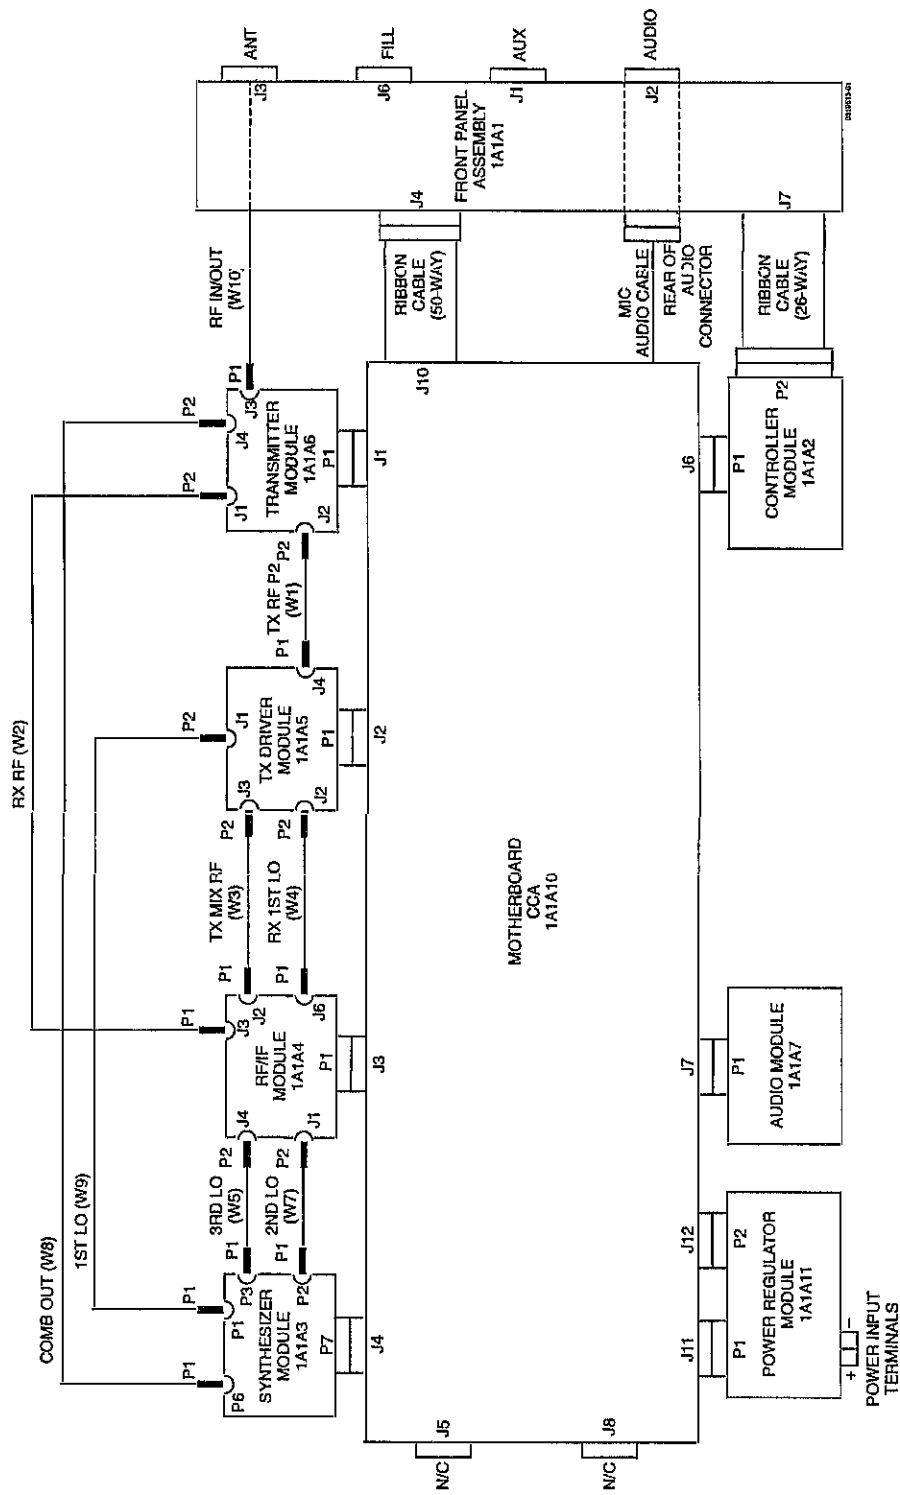 COMB OUT (W8)
1ST LO (W9)
RX RF (W2)
P1
P1
P1
P2
P2
P2
RF IN/OUT
(W10)
P6
P1
SYNTHESIZER
MODULE
1A1A3
P3
P2
P7
J4
P1
3RD LO
(W5)
P2
P1
2ND LO
(W7)
P2
J3
J4
J1
J2
J6
RF/IF
MODULE
1A1A4
P1
J3
P1
TX MIX RF
(W3)
P2
P1
RX 1ST LO
(W4)
P2
J3
J2
J1
J4
TX DRIVER
MODULE
1A1A5
P1
J2
P2
P1
TX RF P2
(W1)
P2
J1
J4
J3
P1
J2
TRANSMITTER
MODULE
1A1A6
P1
J1
N/C
J5
N/C
J8
MOTHERBOARD
CCA
1A1A10
J10
RIBBON
CABLE
(50-WAY)
MIC
AUDIO CABLE
REAR OF
AUDIO
CONNECTOR
RIBBON
CABLE
(26-WAY)
J3
ANT
J6
FILL
J1
AUX
J2
AUDIO
J4
J7
FRONT PANEL
ASSEMBLY
1A1A1
J11
P1
J12
P2
POWER REGULATOR
MODULE
1A1A11
+
-
POWER INPUT
TERMINALS
J7
P1
AUDIO MODULE
1A1A7
J6
P1
P2
CONTROLLER
MODULE
1A1A2